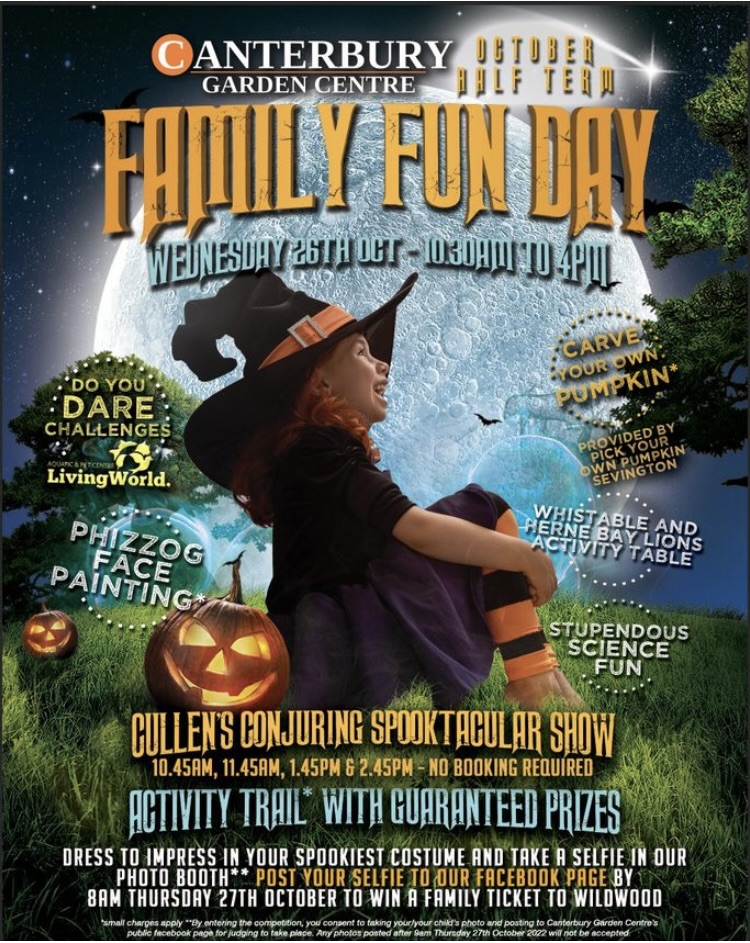 CANTERBURY
GARDEN CENTRE
OCTOBER
HALF TERM
FAMILY FUN DAY
WEDNESDAY 26TH OCT - 10.30AM TO 4PM
DO YOU
DARE
CHALLENGES
AQUATIC & PET CENTRE
LivingWorld.
PHIZZOG
FACE
PAINTING*
CARVE
YOUR OWN
PUMPKIN*
PROVIDED BY
PICK YOUR
OWN PUMPKIN
SEVINGTON
WHISTABLE AND
HERNE BAY LIONS
ACTIVITY TABLE
STUPENDOUS
SCIENCE
FUN
CULLEN'S CONJURING SPOOKTACULAR SHOW
10.45AM, 11.45AM, 1.45PM & 2.45PM - NO BOOKING REQUIRED
ACTIVITY TRAIL* WITH GUARANTEED PRIZES
DRESS TO IMPRESS IN YOUR SPOOKIEST COSTUME AND TAKE A SELFIE IN OUR
PHOTO BOOTH** POST YOUR SELFIE TO OUR FACEBOOK PAGE BY
8AM THURSDAY 27TH OCTOBER TO WIN A FAMILY TICKET TO WILDWOOD
*small charges apply **By entering the competition, you consent to taking your/your child's photo and posting to Canterbury Garden Centre's
public facebook page for judging to take place. Any photos posted after 9am Thursday 27th October 2022 will not be accepted